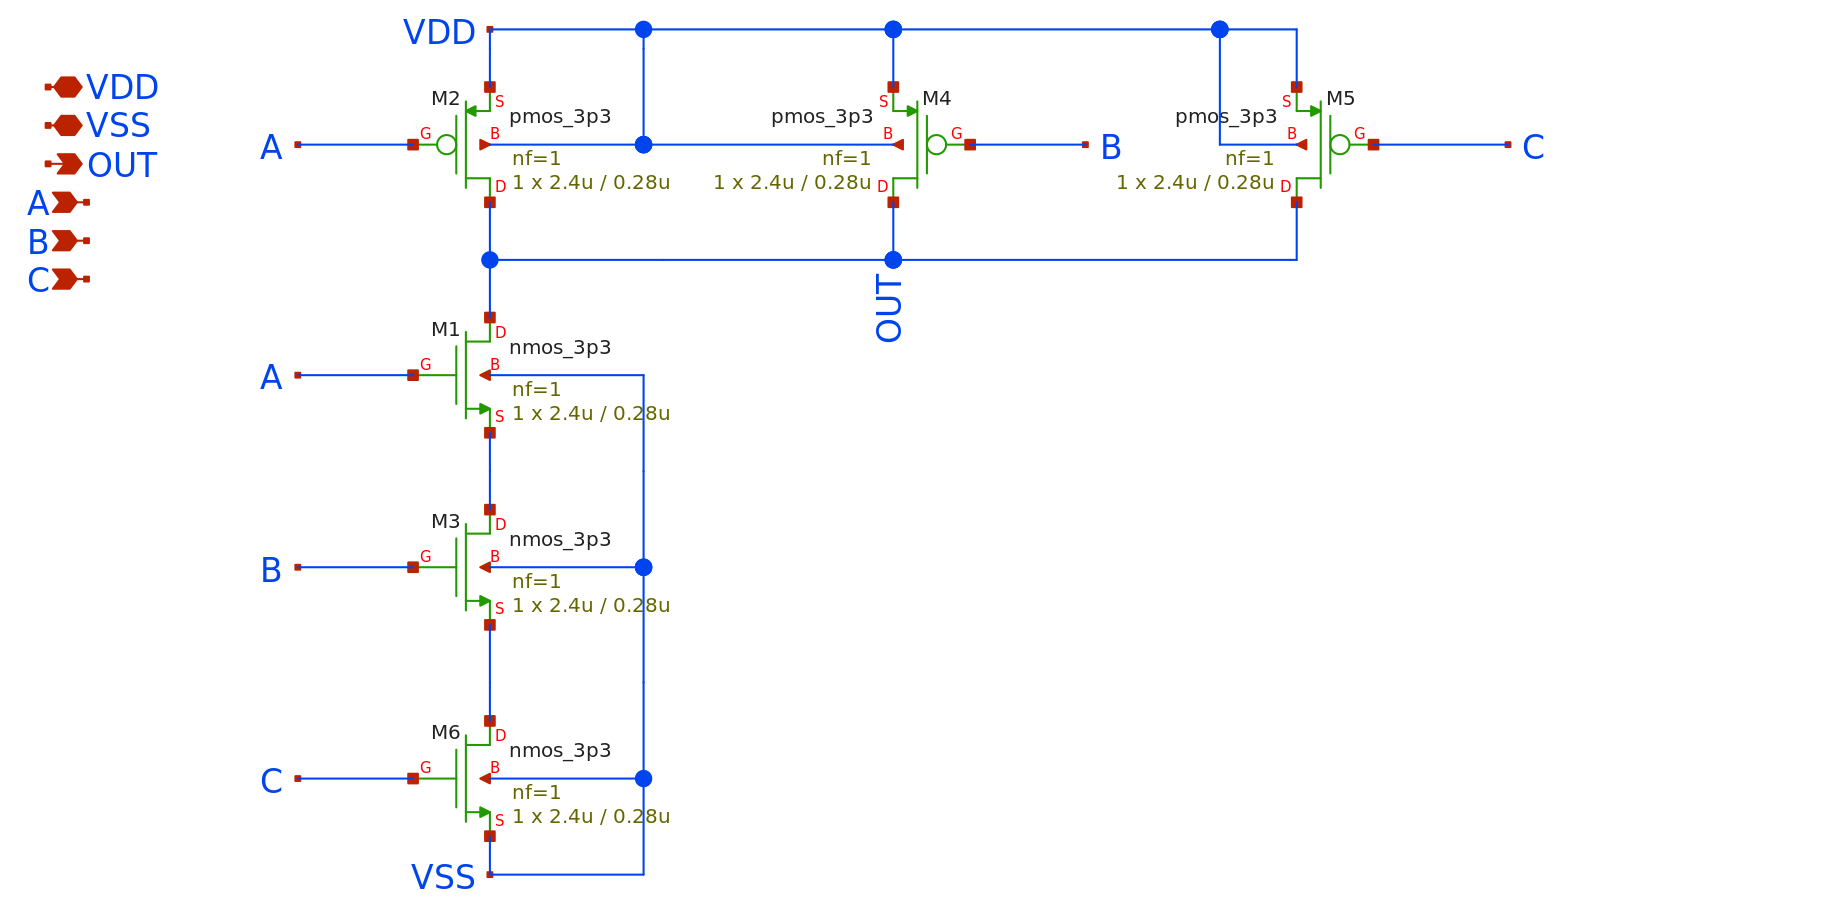 VDD
VDD
VSS
OUT
A
B
C
M2
S
pmos_3p3
G
B
A
nf=1
1 x 2.4u / 0.28u
D
M4
S
pmos_3p3
B
G
B
nf=1
1 x 2.4u / 0.28u
D
M5
S
pmos_3p3
B
G
C
nf=1
1 x 2.4u / 0.28u
D
OUT
M1
D
nmos_3p3
G
B
A
nf=1
1 x 2.4u / 0.28u
S
M3
D
nmos_3p3
G
B
B
nf=1
1 x 2.4u / 0.28u
S
M6
D
nmos_3p3
G
B
C
nf=1
1 x 2.4u / 0.28u
S
VSS